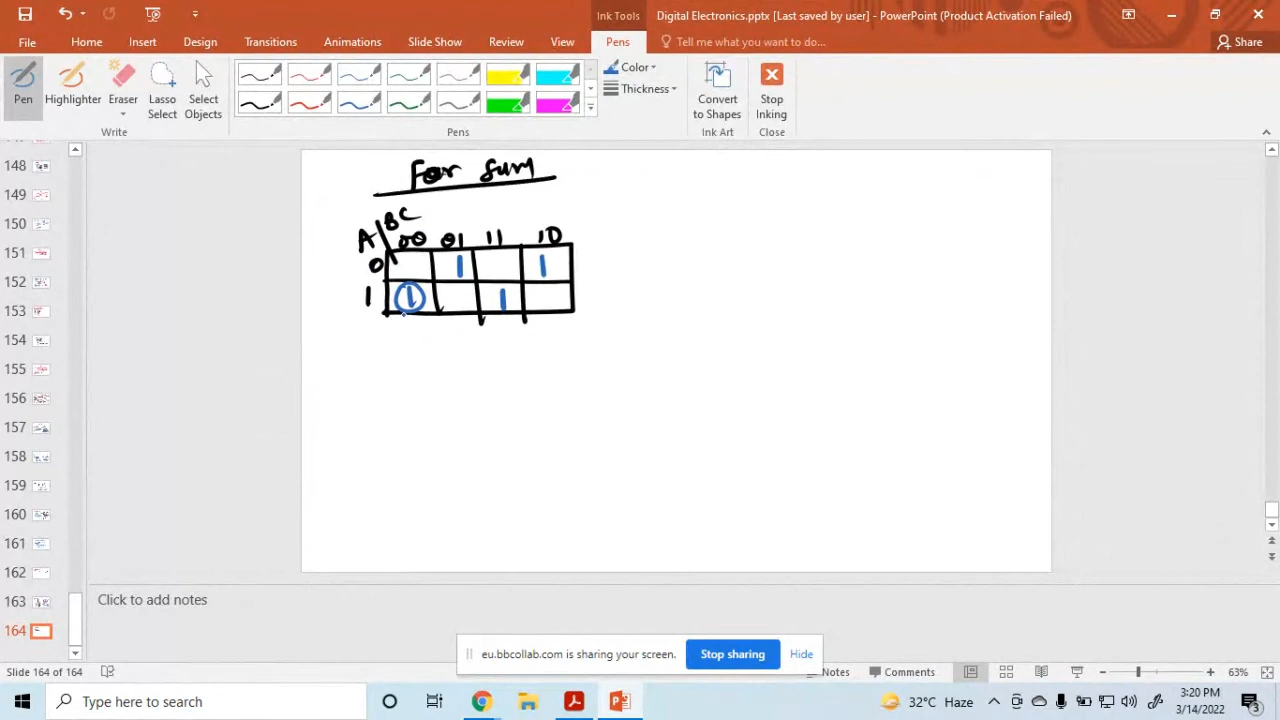 Ink Tools
Digital Electronics.pptx [Last saved by user] - PowerPoint (Product Activation Failed)
File Home Insert Design Transitions Animations Slide Show Review View Pens Tell me what you want to do... Share
Pen Highlighter Eraser Lasso Select Select Objects Color Thickness Convert to Shapes Stop Inking
Write Pens Ink Art Close
148
149
150
151
152
153
154
155
156
157
158
159
160
161
162
163
164
For Sum
A BC
00 01 11 10
0 1 1
1 1 1
Click to add notes
eu.bbcollab.com is sharing your screen. Stop sharing Hide
Slide 164 of 164 Notes Comments 63%
Type here to search 32°C Haze 3:20 PM
3/14/2022
3